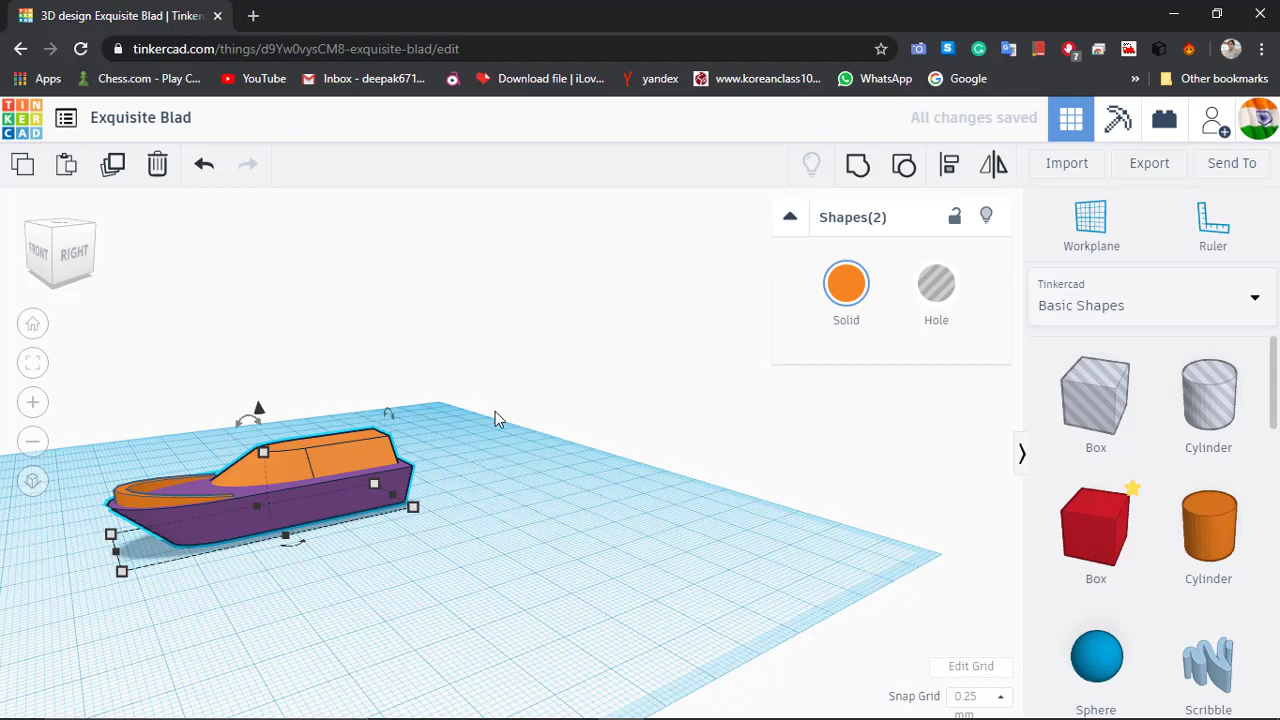 3D design Exquisite Blad | Tinker
tinkercad.com/things/d9Yw0vysCM8-exquisite-blad/edit
7
Apps
Chess.com - Play C...
YouTube
Inbox - deepak671...
Download file | iLov...
yandex
www.koreanclass10...
WhatsApp
Google
»
Other bookmarks
TIN
KER
CAD
Exquisite Blad
All changes saved
Import
Export
Send To
FRONT
RIGHT
Shapes(2)
Solid
Hole
Workplane
Ruler
Tinkercad
Basic Shapes
Box
Cylinder
Box
Cylinder
Sphere
Scribble
Edit Grid
Snap Grid
0.25
mm